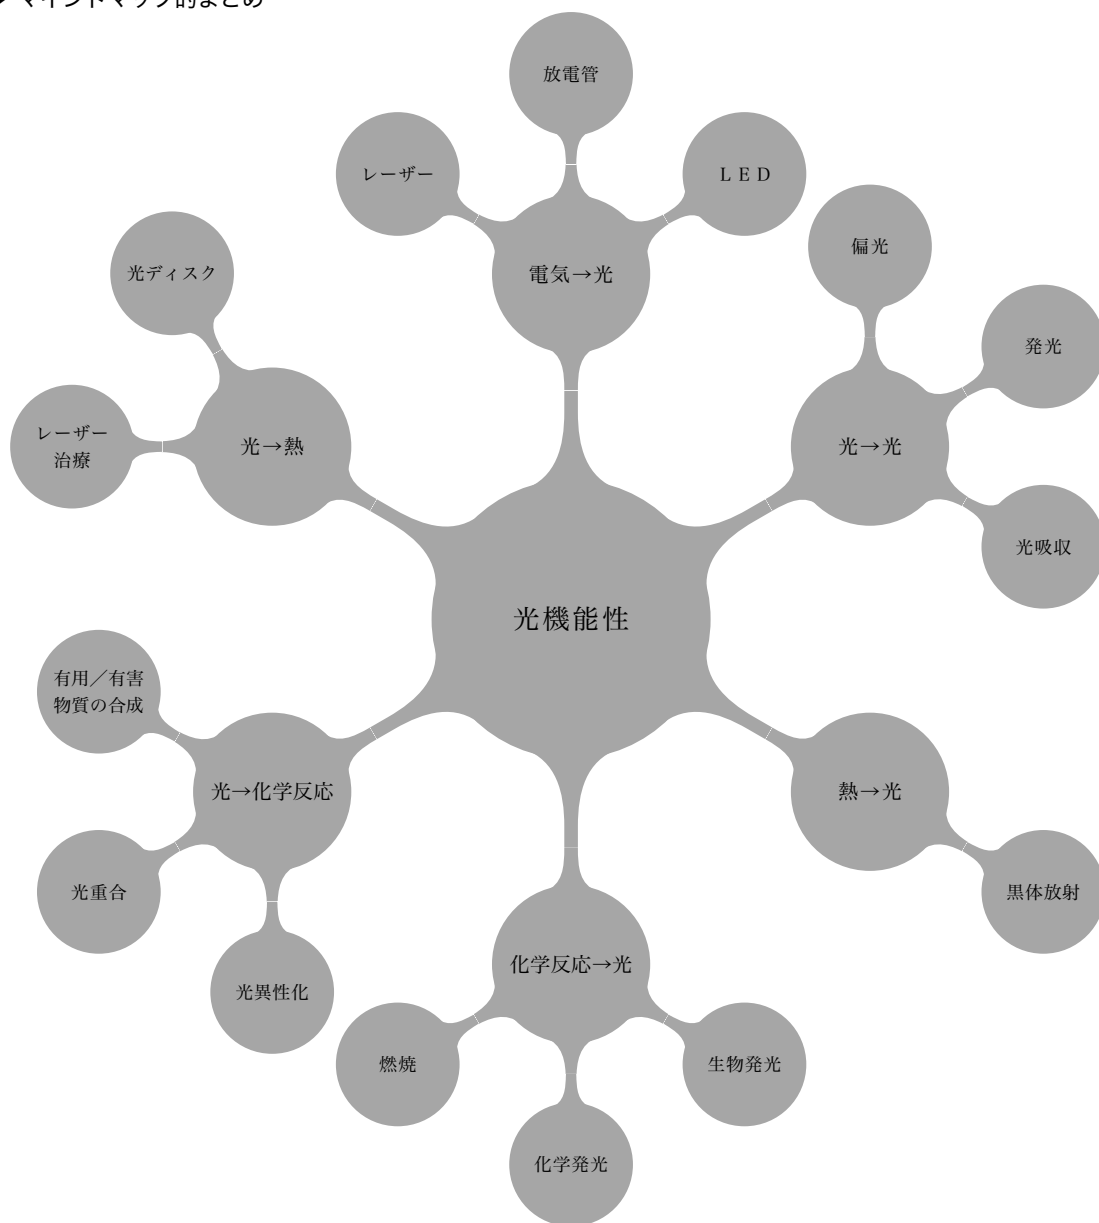 マインドマップ的まとめ
放電管
レーザー
ＬＥＤ
電気→光
偏光
発光
光→光
光吸収
光ディスク
レーザー
治療
光→熱
光機能性
有用／有害
物質の合成
光→化学反応
光重合
光異性化
熱→光
黒体放射
化学反応→光
燃焼
化学発光
生物発光